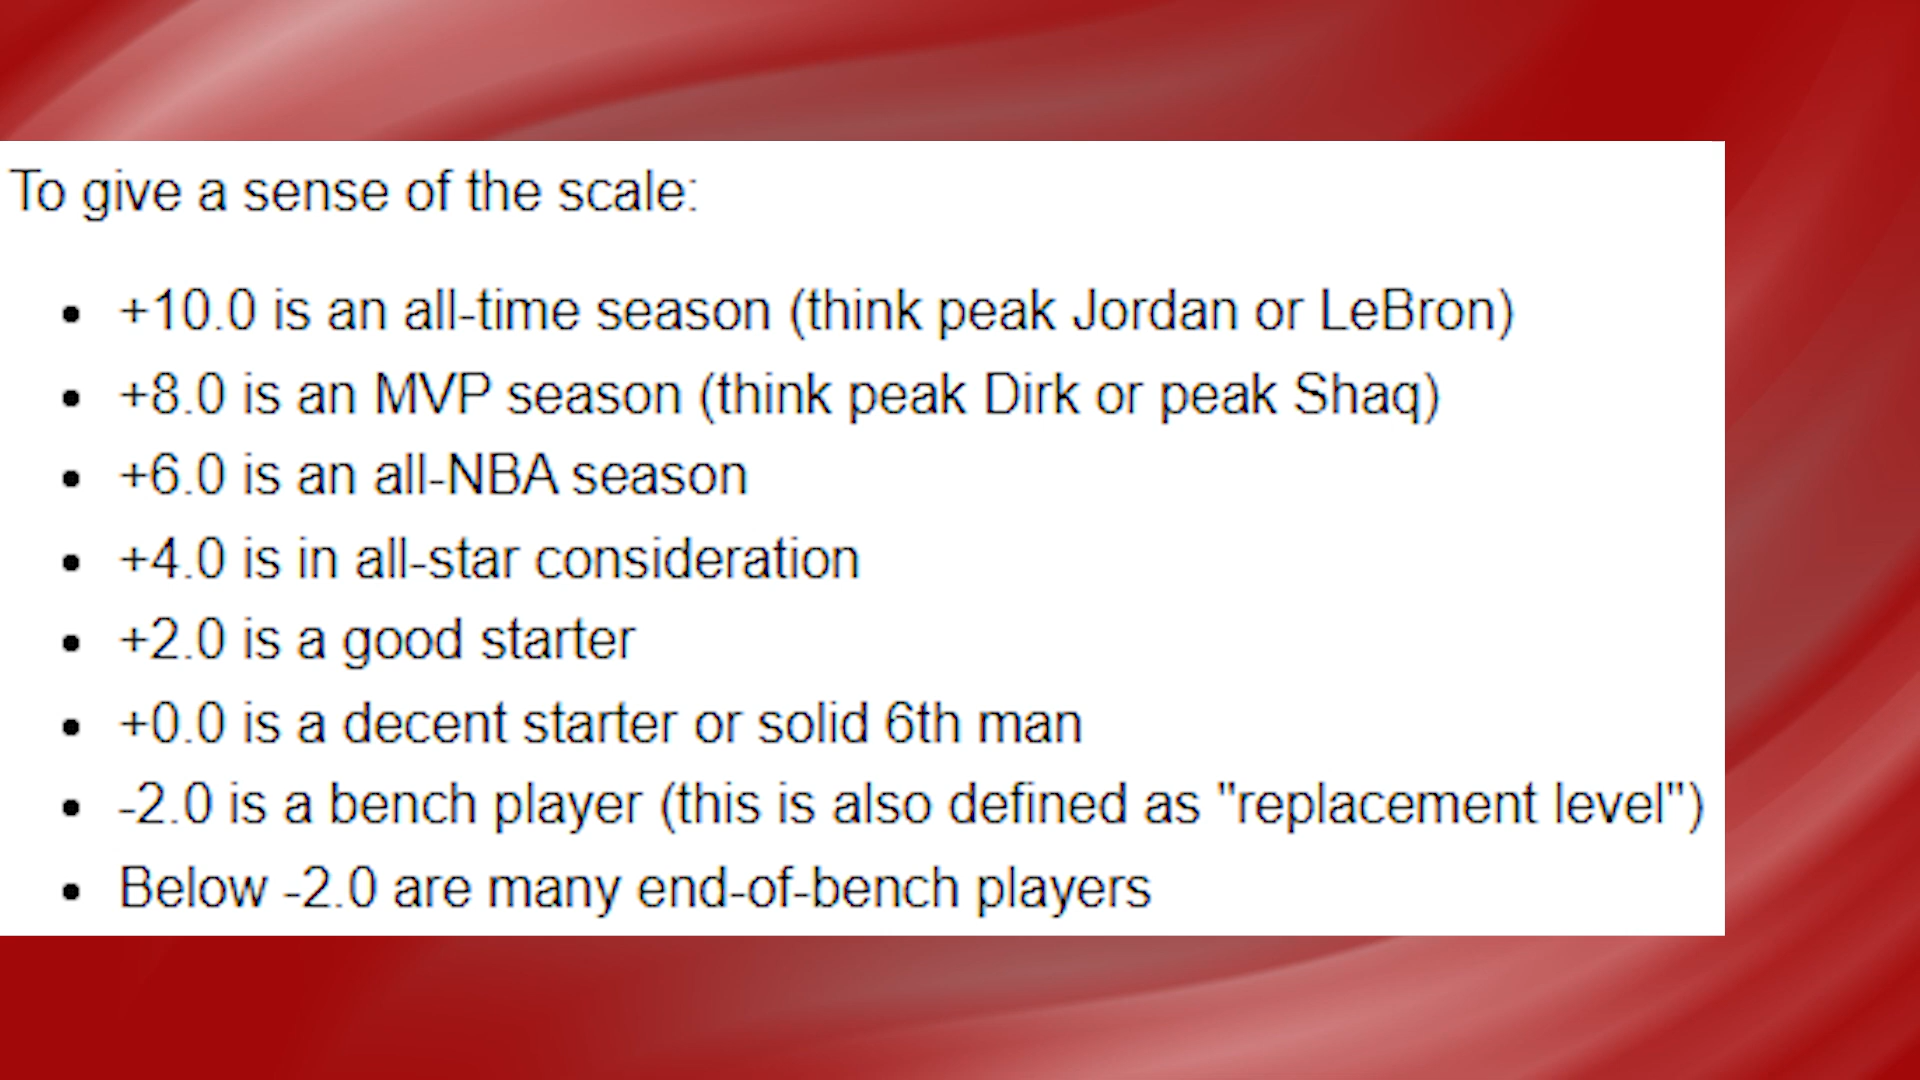 To give a sense of the scale:
• +10.0 is an all-time season (think peak Jordan or LeBron)
• +8.0 is an MVP season (think peak Dirk or peak Shaq)
• +6.0 is an all-NBA season
• +4.0 is in all-star consideration
• +2.0 is a good starter
• +0.0 is a decent starter or solid 6th man
• -2.0 is a bench player (this is also defined as "replacement level")
• Below -2.0 are many end-of-bench players